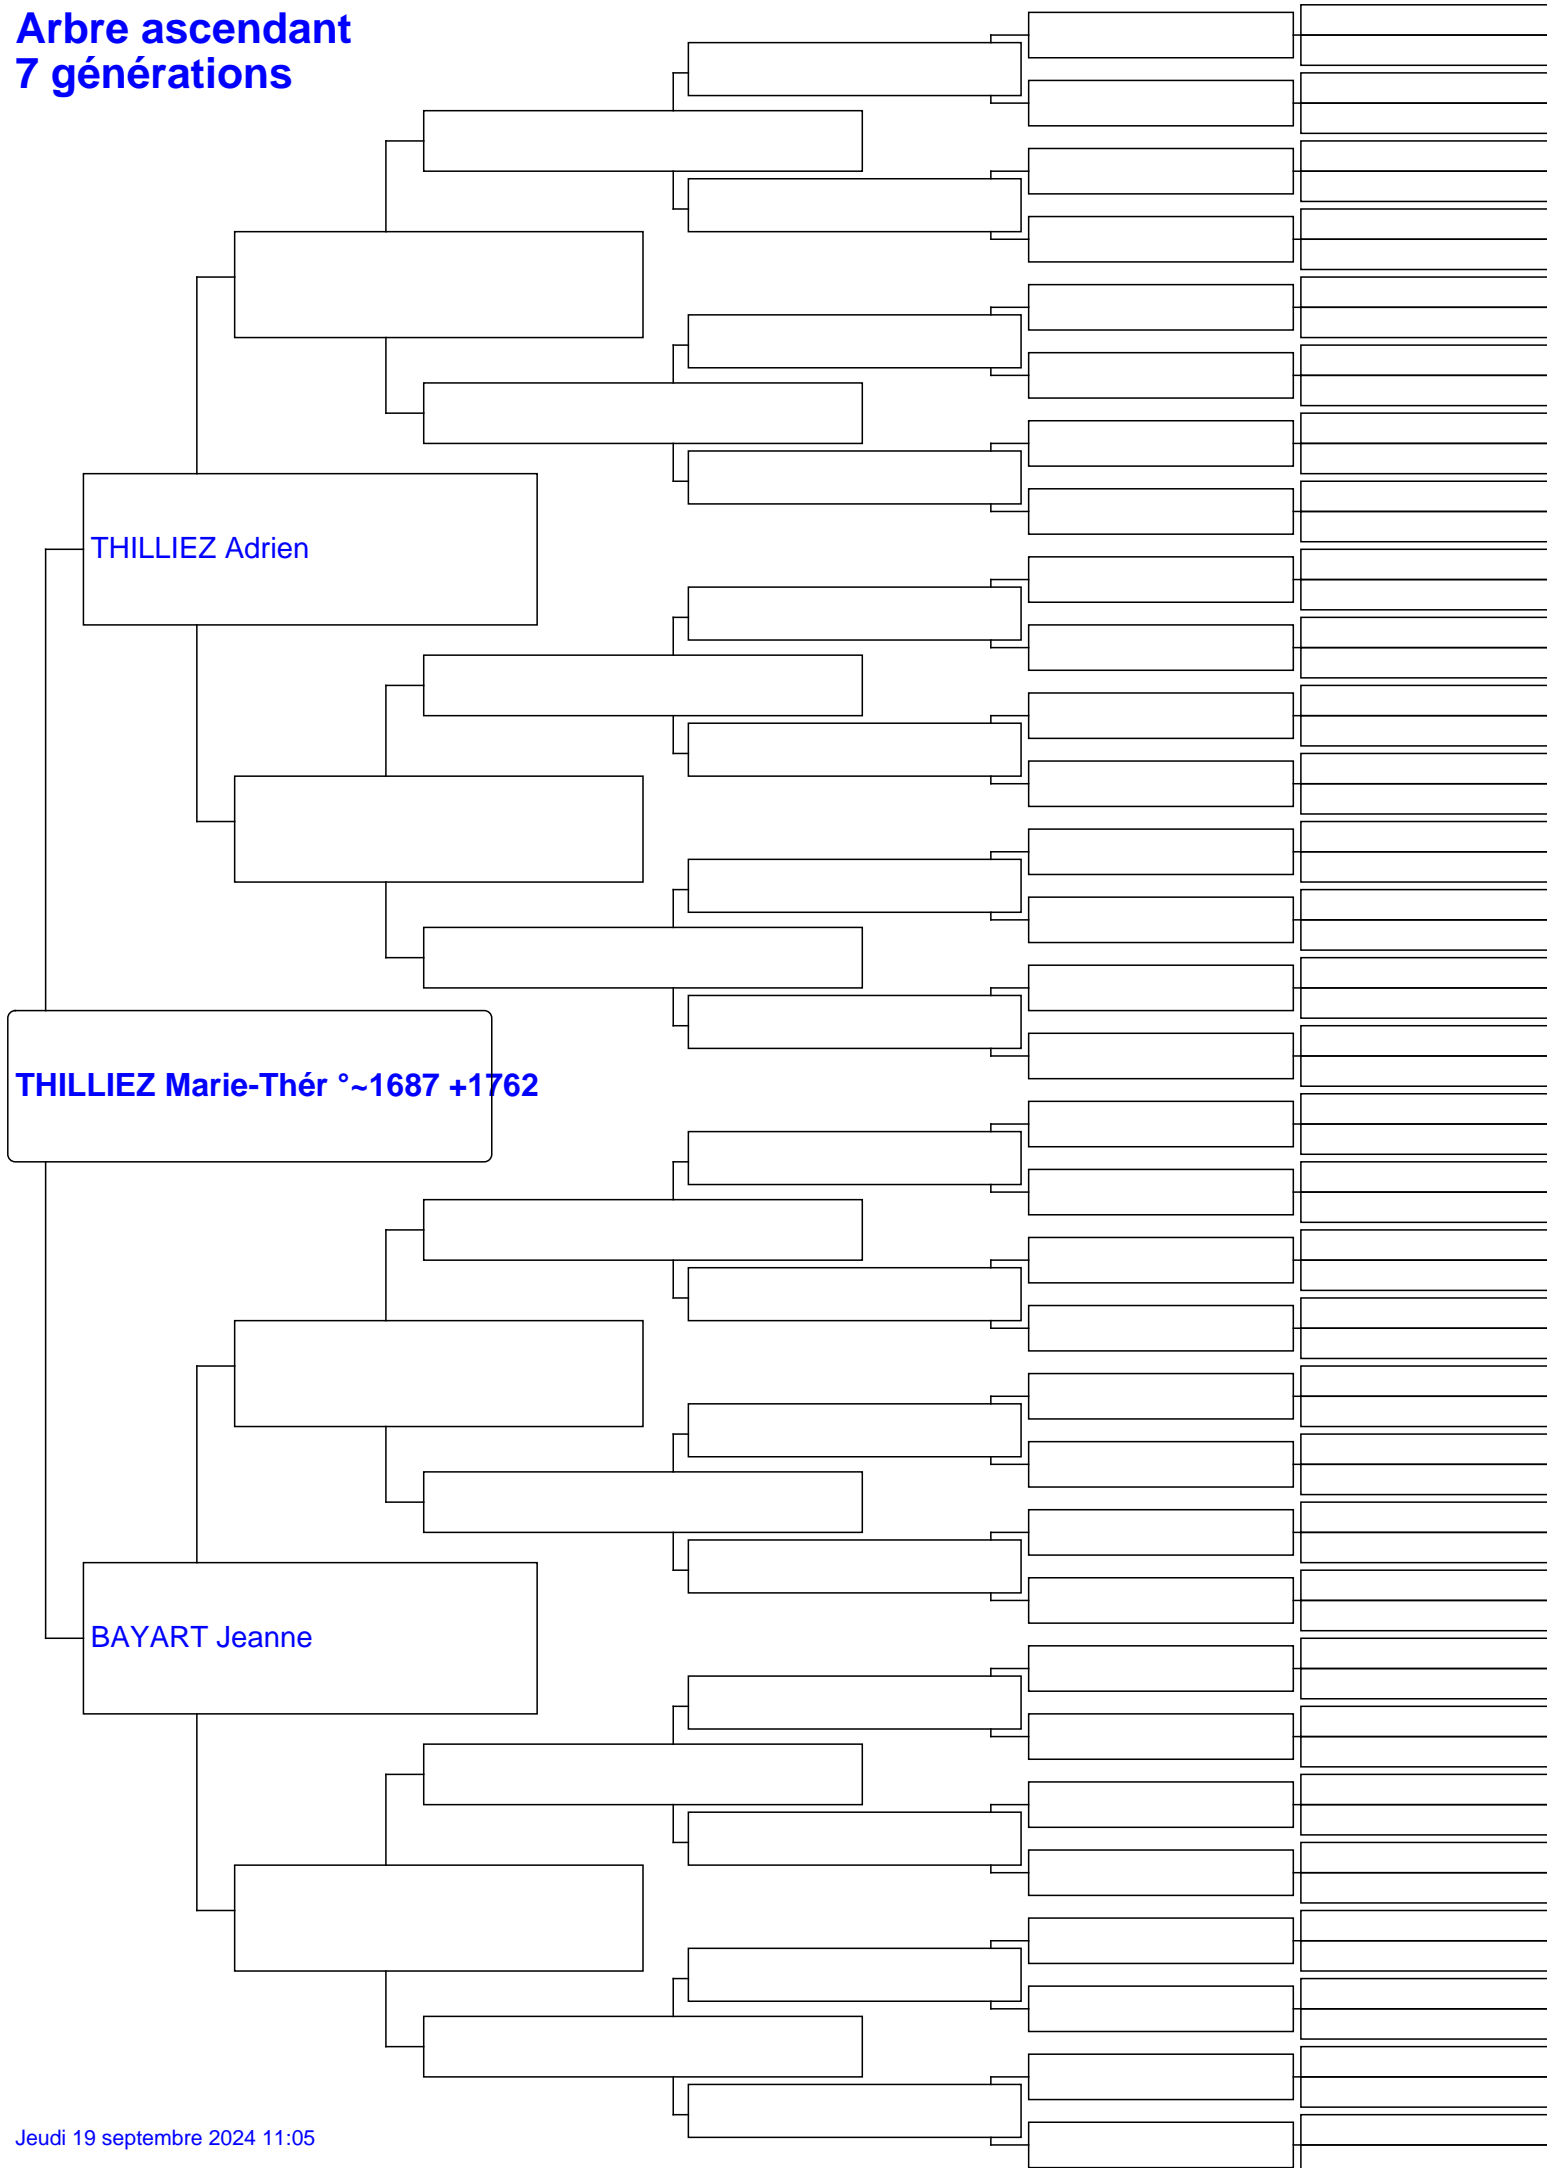 Arbre ascendant
7 générations
THILLIEZ Adrien
THILLIEZ Marie-Thér °~1687 +1762
BAYART Jeanne
Jeudi 19 septembre 2024 11:05